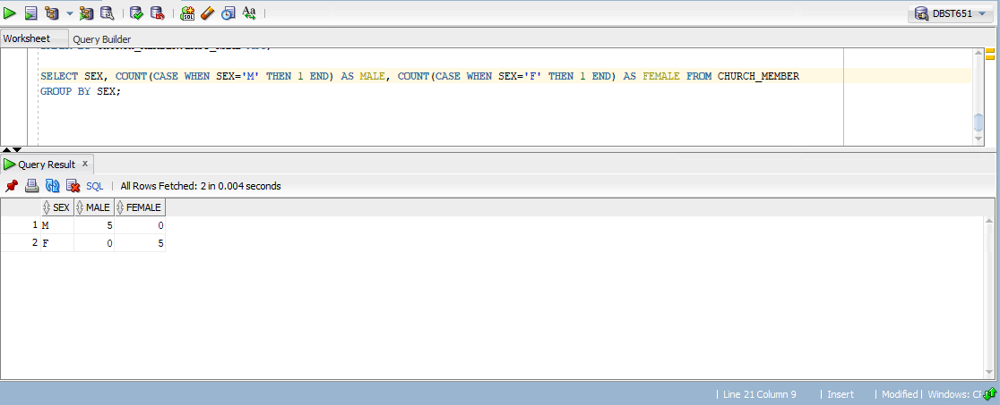 DBST651
Worksheet Query Builder
SELECT SEX, COUNT(CASE WHEN SEX='M' THEN 1 END) AS MALE, COUNT(CASE WHEN SEX='F' THEN 1 END) AS FEMALE FROM CHURCH_MEMBER
GROUP BY SEX;
Query Result x
SQL | All Rows Fetched: 2 in 0.004 seconds
SEX MALE FEMALE
1 M 5 0
2 F 0 5
| Line 21 Column 9 | Insert | Modified | Windows: